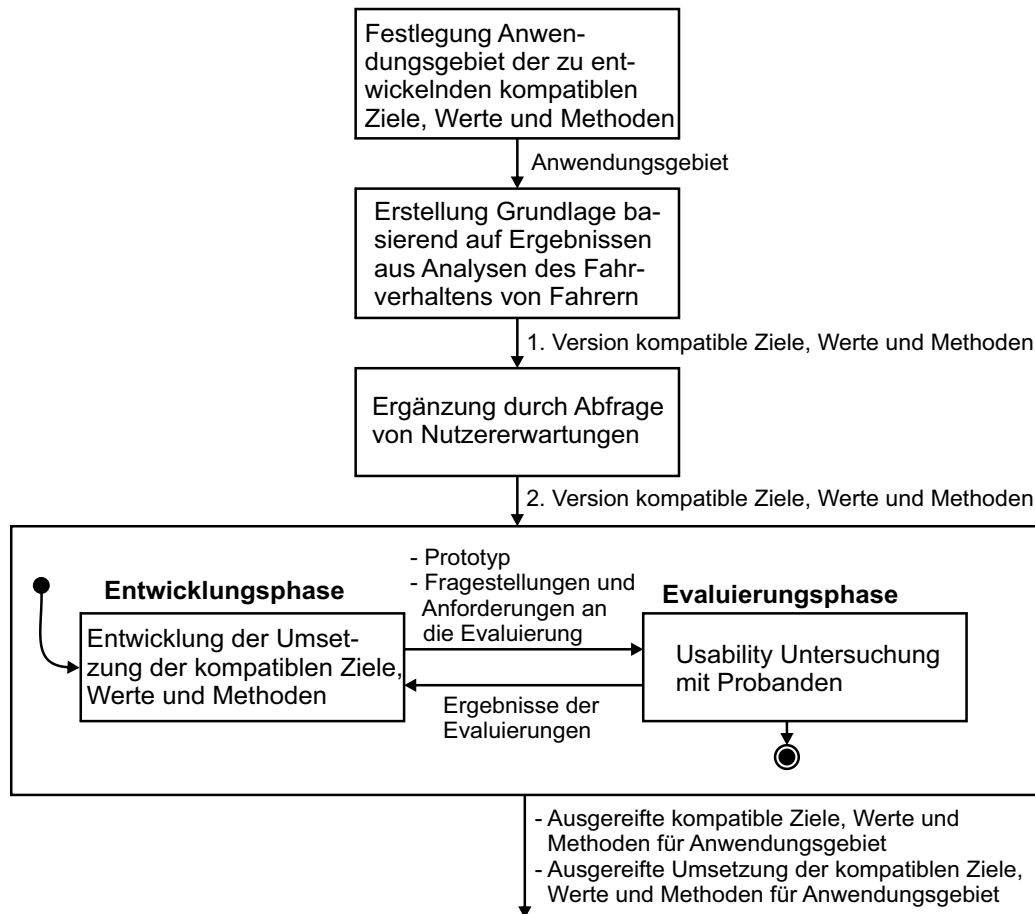 Festlegung Anwen-
dungsgebiet der zu ent-
wickelnden kompatiblen
Ziele, Werte und Methoden
Anwendungsgebiet
Erstellung Grundlage ba-
sierend auf Ergebnissen
aus Analysen des Fahr-
verhaltens von Fahrern
1. Version kompatible Ziele, Werte und Methoden
Ergänzung durch Abfrage
von Nutzererwartungen
2. Version kompatible Ziele, Werte und Methoden
Entwicklungsphase
Entwicklung der Umset-
zung der kompatiblen Ziele,
Werte und Methoden
- Prototyp
- Fragestellungen und
Anforderungen an
die Evaluierung
Evaluierungsphase
Usability Untersuchung
mit Probanden
Ergebnisse der
Evaluierungen
- Ausgereifte kompatible Ziele, Werte und
Methoden für Anwendungsgebiet
- Ausgereifte Umsetzung der kompatiblen Ziele,
Werte und Methoden für Anwendungsgebiet